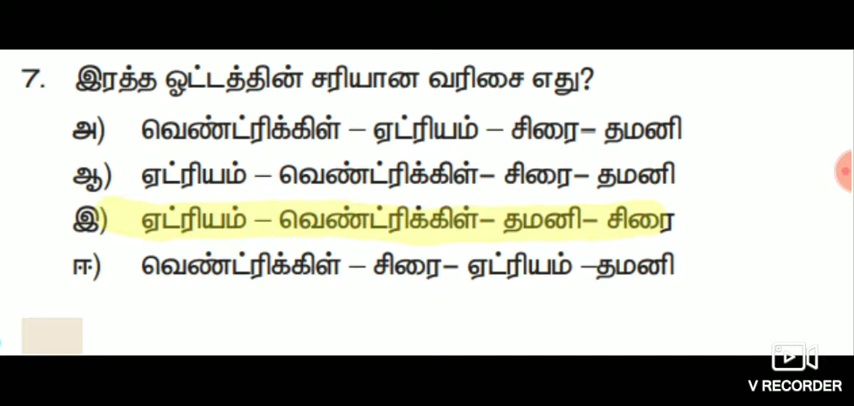 7. இரத்த ஓட்டத்தின் சரியான வரிசை எது?
அ) வெண்ட்ரிக்கிள் – ஏட்ரியம் – சிரை– தமனி
ஆ) ஏட்ரியம் – வெண்ட்ரிக்கிள்– சிரை– தமனி
இ) ஏட்ரியம் – வெண்ட்ரிக்கிள்– தமனி– சிரை
ஈ) வெண்ட்ரிக்கிள் – சிரை– ஏட்ரியம் –தமனி
V RECORDER